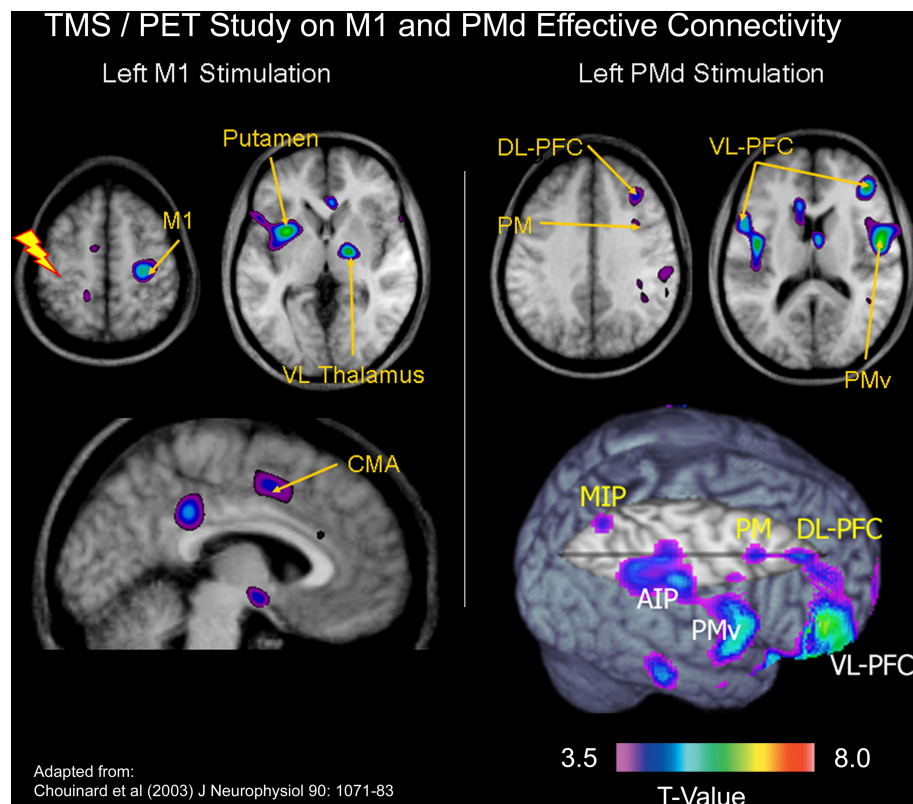 TMS / PET Study on M1 and PMd Effective Connectivity
Left M1 Stimulation
Left PMd Stimulation
Putamen
M1
VL Thalamus
CMA
DL-PFC
VL-PFC
PM
PMv
MIP
PM
DL-PFC
AIP
PMv
VL-PFC
3.5
8.0
T-Value
Adapted from:
Chouinard et al (2003) J Neurophysiol 90: 1071-83